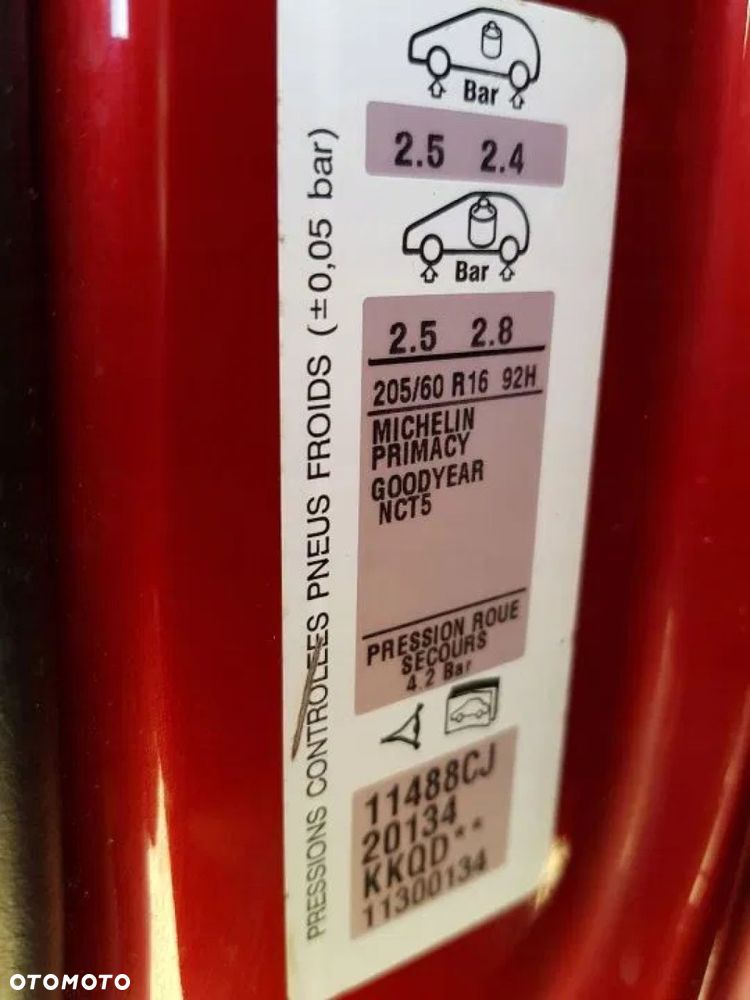 Bar
2.5 2.4
Bar
2.5 2.8
205/60 R16 92H
MICHELIN
PRIMACY
GOODYEAR
NCT5
PRESSION ROUE
SECOURS
4.2 Bar
11488CJ
20134
KKQD**
11300134
PRESSIONS CONTROLEES PNEUS FROIDS (±0,05 bar)
OTOMOTO